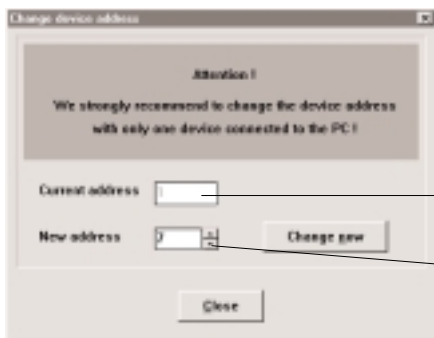 Change device address
Attention !
We strongly recommend to change the device address
with only one device connected to the PC !
Current address
New address
Change now
Close